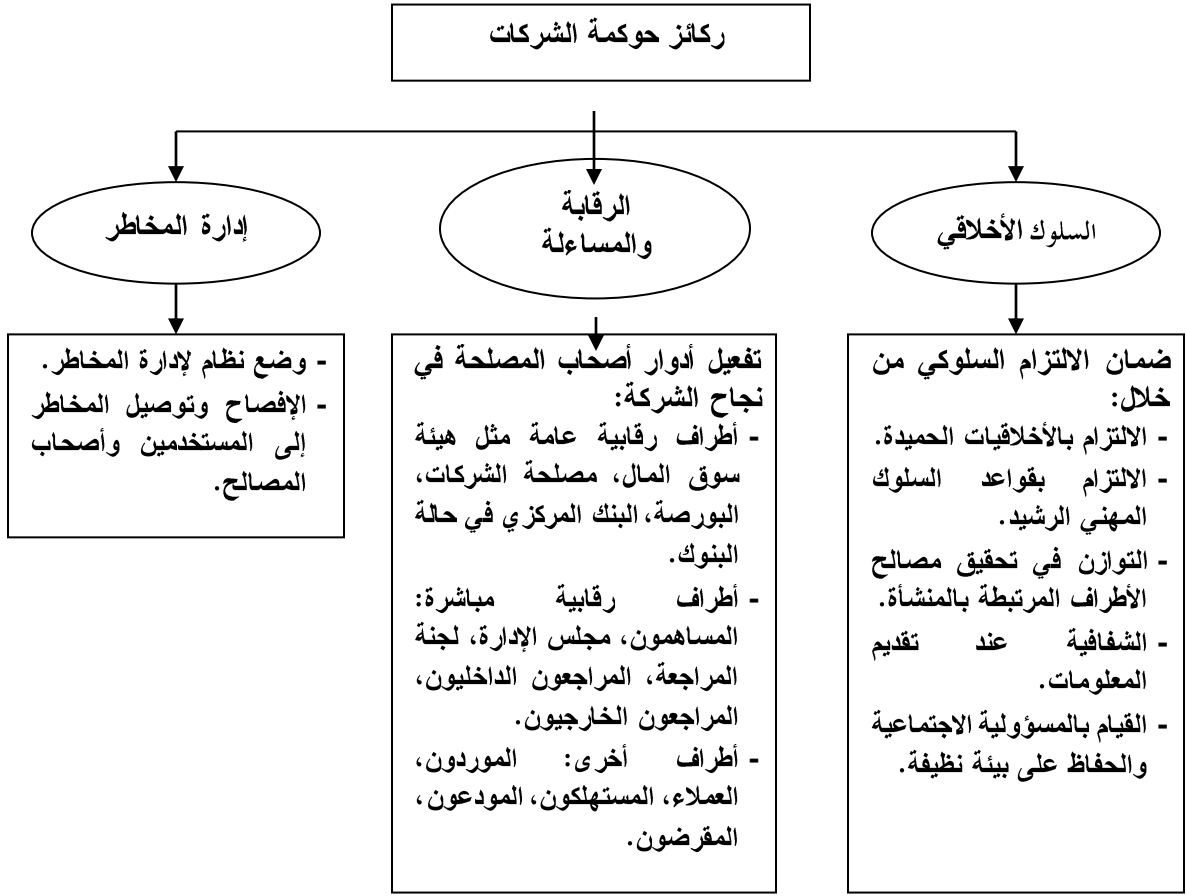 ركائز حوكمة الشركات
السلوك الأخلاقي
الرقابة
والمساءلة
إدارة المخاطر
ضمان الالتزام السلوكي من
خلال:
- الالتزام بالأخلاقيات الحميدة.
- الالتزام بقواعد السلوك
المهني الرشيد.
- التوازن في تحقيق مصالح
الأطراف المرتبطة بالمنشأة.
- الشفافية عند تقديم
المعلومات.
- القيام بالمسؤولية الاجتماعية
والحفاظ على بيئة نظيفة.
تفعيل أدوار أصحاب المصلحة في
نجاح الشركة:
- أطراف رقابية عامة مثل هيئة
سوق المال، مصلحة الشركات،
البورصة، البنك المركزي في حالة
البنوك.
- أطراف رقابية مباشرة:
المساهمون، مجلس الإدارة، لجنة
المراجعة، المراجعون الداخليون،
المراجعون الخارجيون.
- أطراف أخرى: الموردون،
العملاء، المستهلكون، المودعون،
المقرضون.
- وضع نظام لإدارة المخاطر.
- الإفصاح وتوصيل المخاطر
إلى المستخدمين وأصحاب
المصالح.